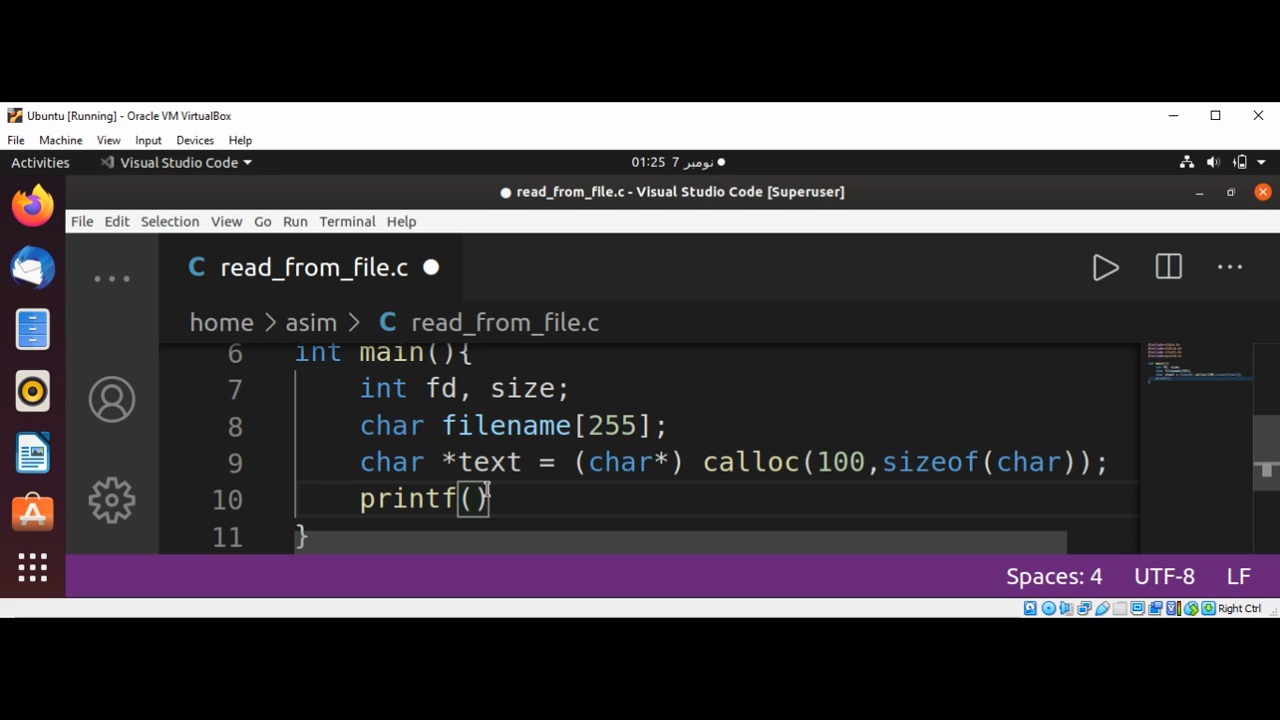 Ubuntu [Running] - Oracle VM VirtualBox
File Machine View Input Devices Help
Activities Visual Studio Code 01:25 7 نومبر
● read_from_file.c - Visual Studio Code [Superuser]
File Edit Selection View Go Run Terminal Help
C read_from_file.c
home > asim > C read_from_file.c
6 int main(){
7 int fd, size;
8 char filename[255];
9 char *text = (char*) calloc(100,sizeof(char));
10 printf()
11 }
Spaces: 4 UTF-8 LF
Right Ctrl